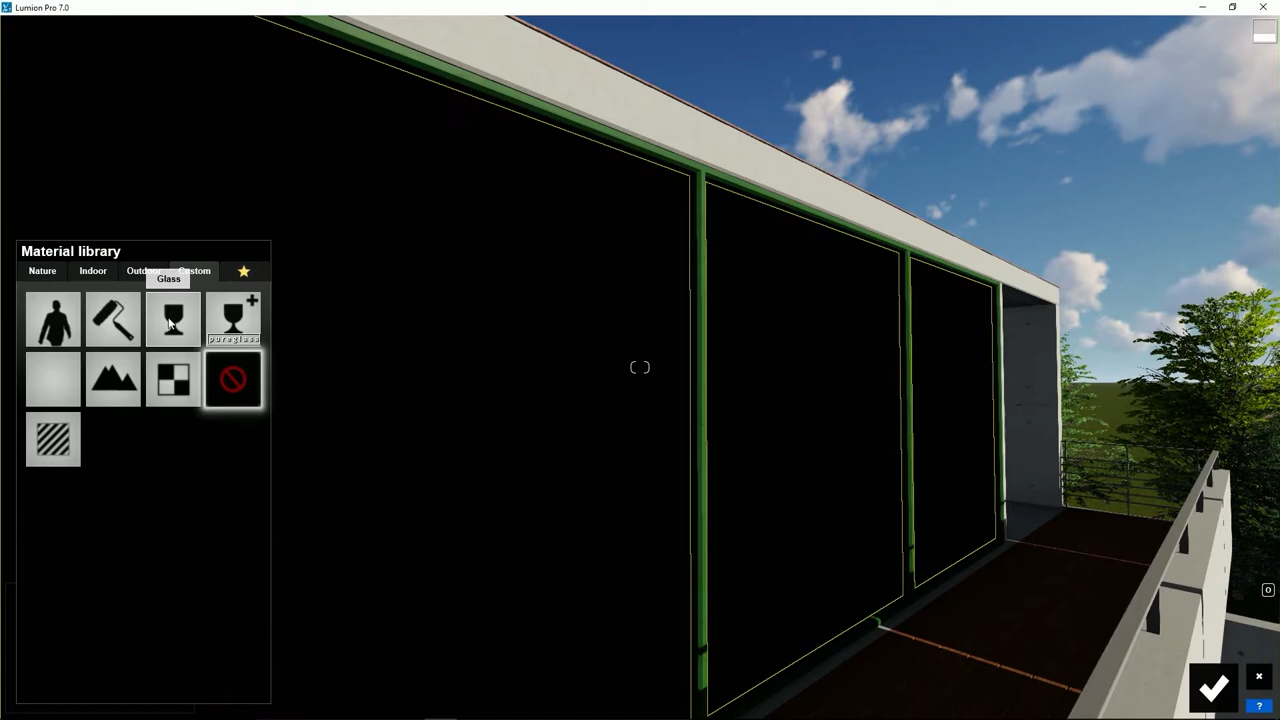 Lumion Pro 7.0
Material library
Nature Indoor Outdoor Custom
Glass
pureglass
?